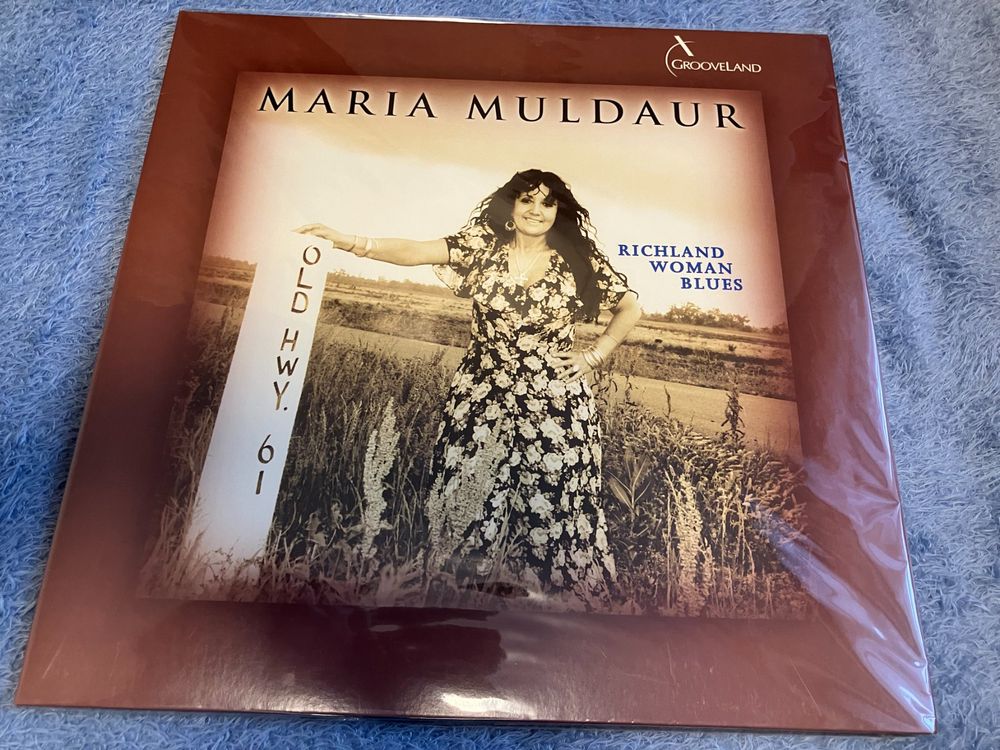 GROOVELAND
MARIA MULDAUR
RICHLAND
WOMAN
BLUES
OLD HWY. 61